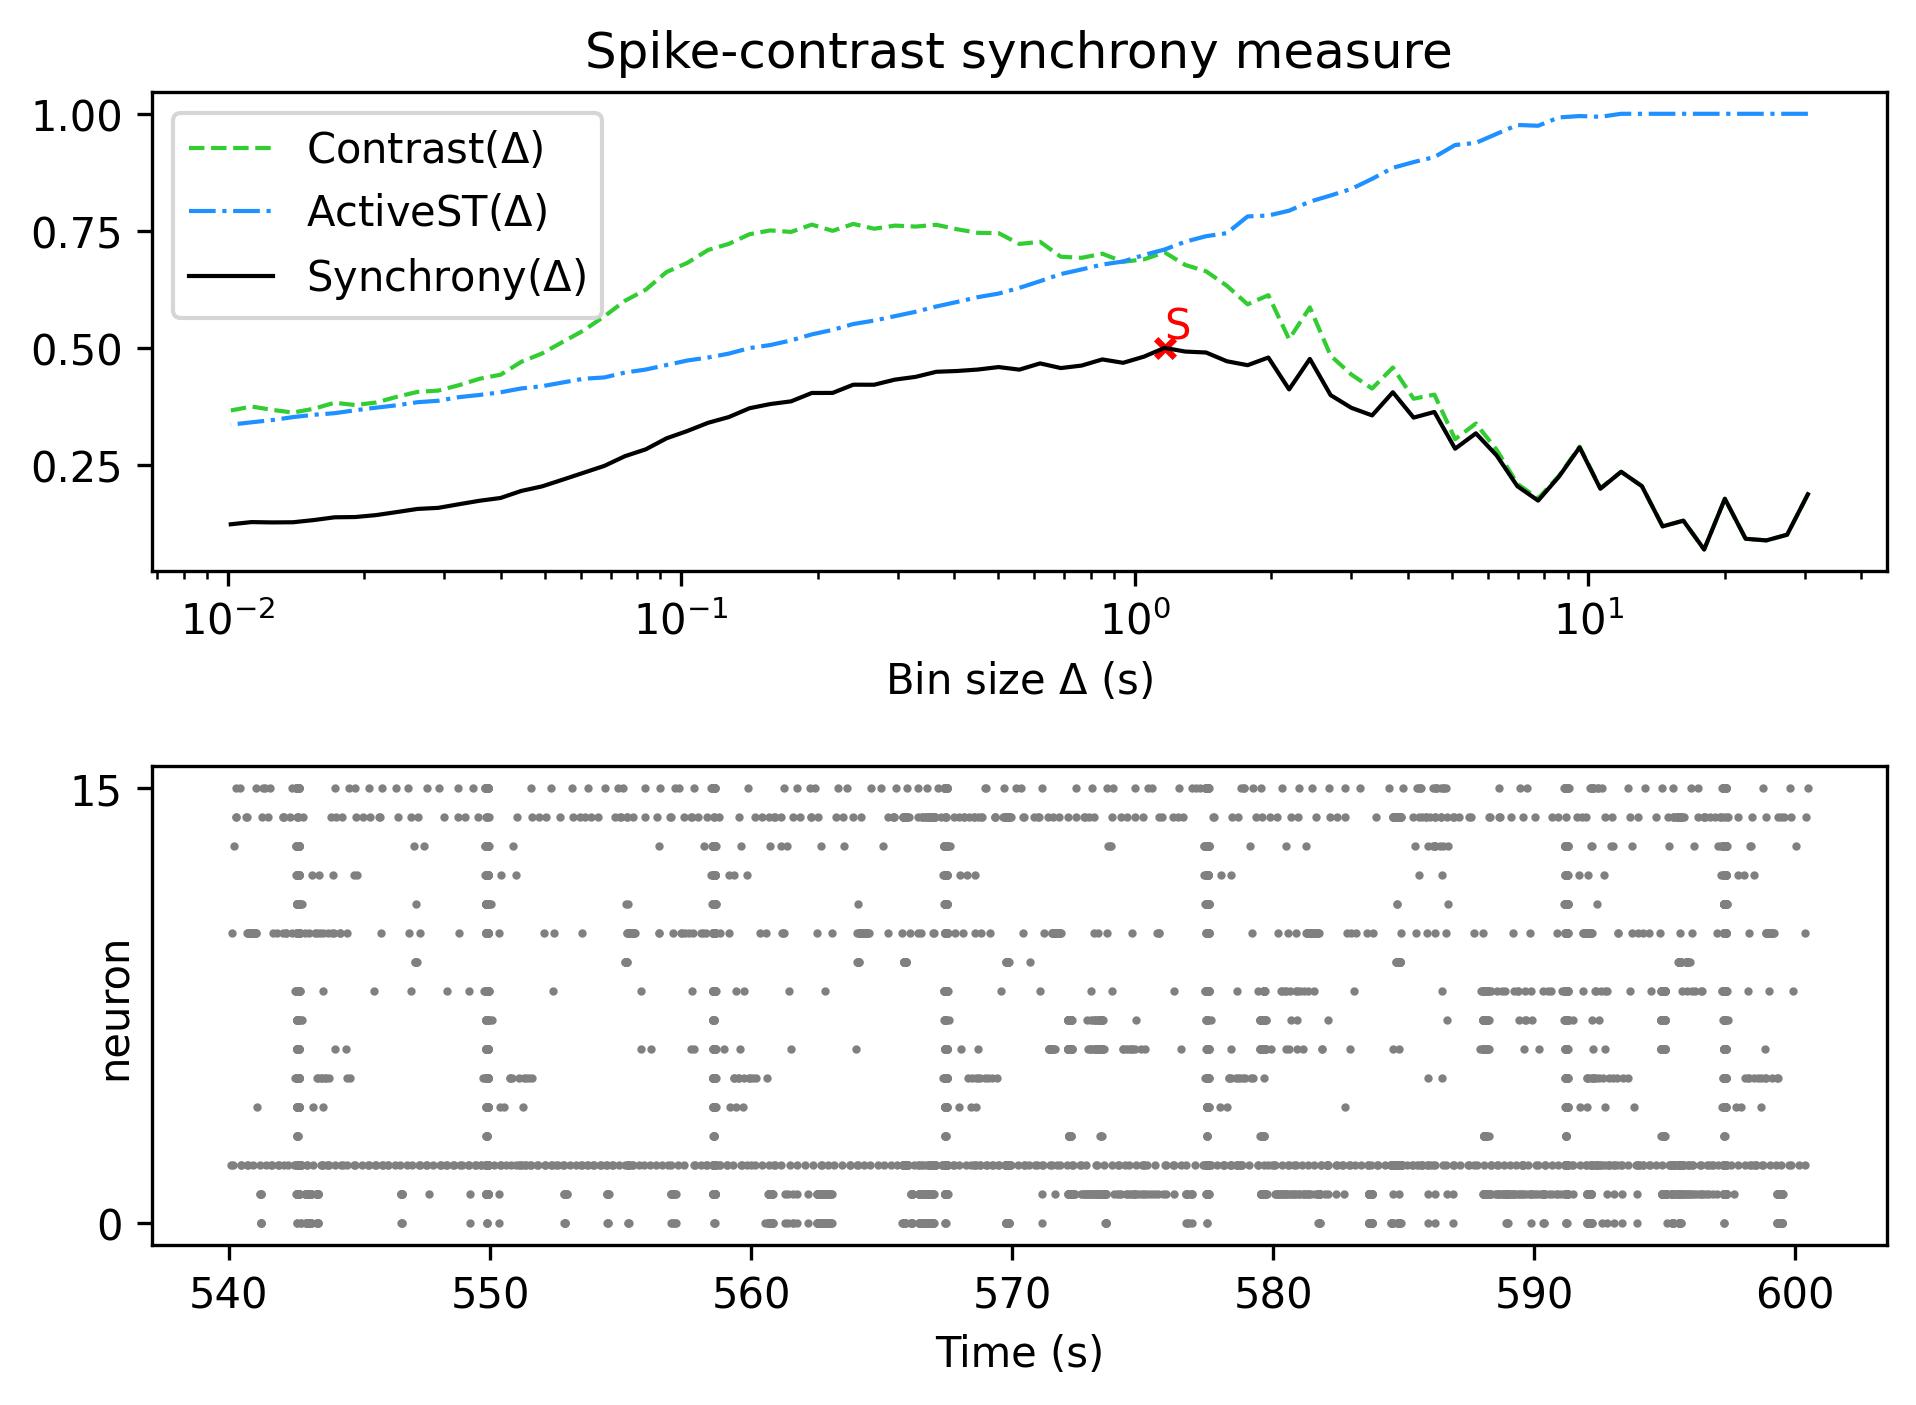 Spike-contrast synchrony measure
1.00
0.75
0.50
0.25
Contrast(Δ)
ActiveST(Δ)
Synchrony(Δ)
S
10⁻² 10⁻¹ 10⁰ 10¹
Bin size Δ (s)
15
0
neuron
540 550 560 570 580 590 600
Time (s)